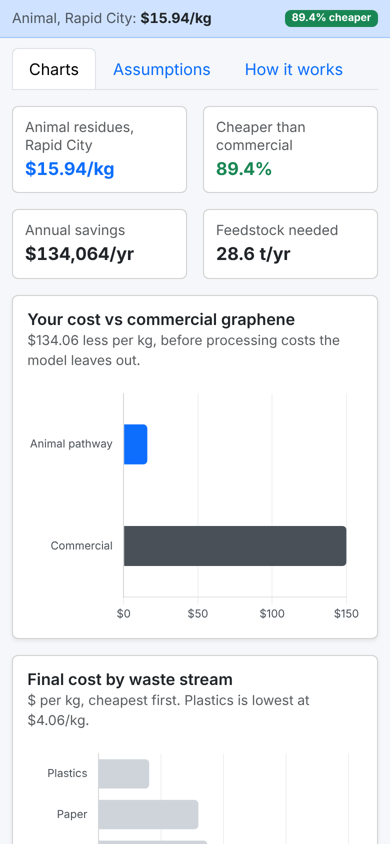 Animal, Rapid City: $15.94/kg
89.4% cheaper
Charts
Assumptions
How it works
Animal residues,
Rapid City
$15.94/kg
Cheaper than
commercial
89.4%
Annual savings
$134,064/yr
Feedstock needed
28.6 t/yr
Your cost vs commercial graphene
$134.06 less per kg, before processing costs the
model leaves out.
Animal pathway
Commercial
$0
$50
$100
$150
Final cost by waste stream
$ per kg, cheapest first. Plastics is lowest at
$4.06/kg.
Plastics
Paper